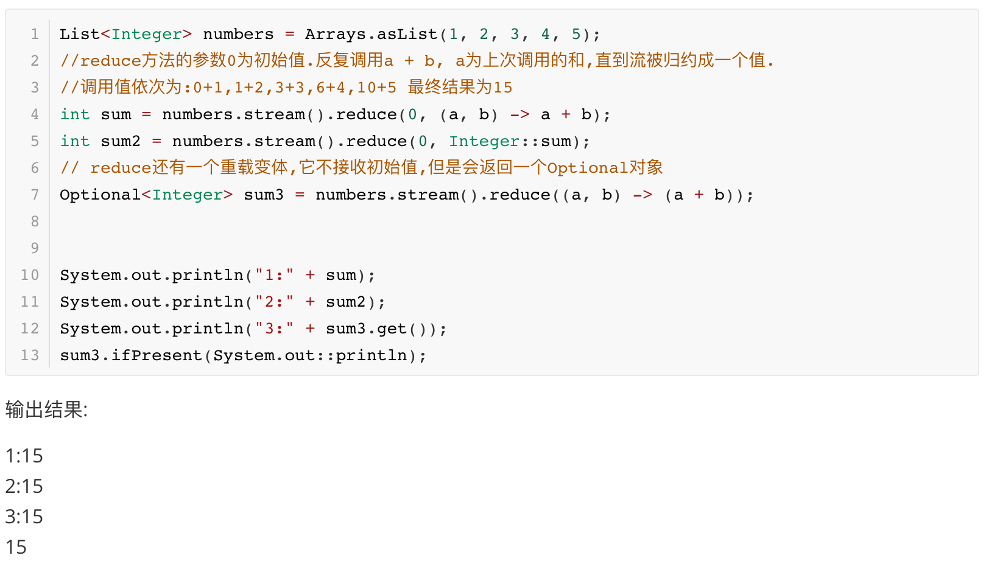 1 List<Integer> numbers = Arrays.asList(1, 2, 3, 4, 5);
2 //reduce方法的参数0为初始值.反复调用a + b, a为上次调用的和,直到流被归约成一个值.
3 //调用值依次为:0+1,1+2,3+3,6+4,10+5 最终结果为15
4 int sum = numbers.stream().reduce(0, (a, b) -> a + b);
5 int sum2 = numbers.stream().reduce(0, Integer::sum);
6 // reduce还有一个重载变体,它不接收初始值,但是会返回一个Optional对象
7 Optional<Integer> sum3 = numbers.stream().reduce((a, b) -> (a + b));
8
9
10 System.out.println("1:" + sum);
11 System.out.println("2:" + sum2);
12 System.out.println("3:" + sum3.get());
13 sum3.ifPresent(System.out::println);
输出结果:
1:15
2:15
3:15
15